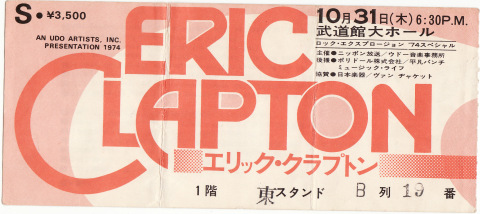 S・¥3,500
AN UDO ARTISTS, INC.
PRESENTATION 1974
ERIC
CLAPTON
10月31日(木) 6:30P.M.
武道館大ホール
ロック・エクスプロージョン '74スペシャル
主催●ニッポン放送/ウドー音楽事務所
後援●ポリドール株式会社/平凡パンチ
ミュージック・ライフ
協賛●日本楽器/ヴァン ヂャケット
エリック・クラプトン
1階 東スタンド B列 19番